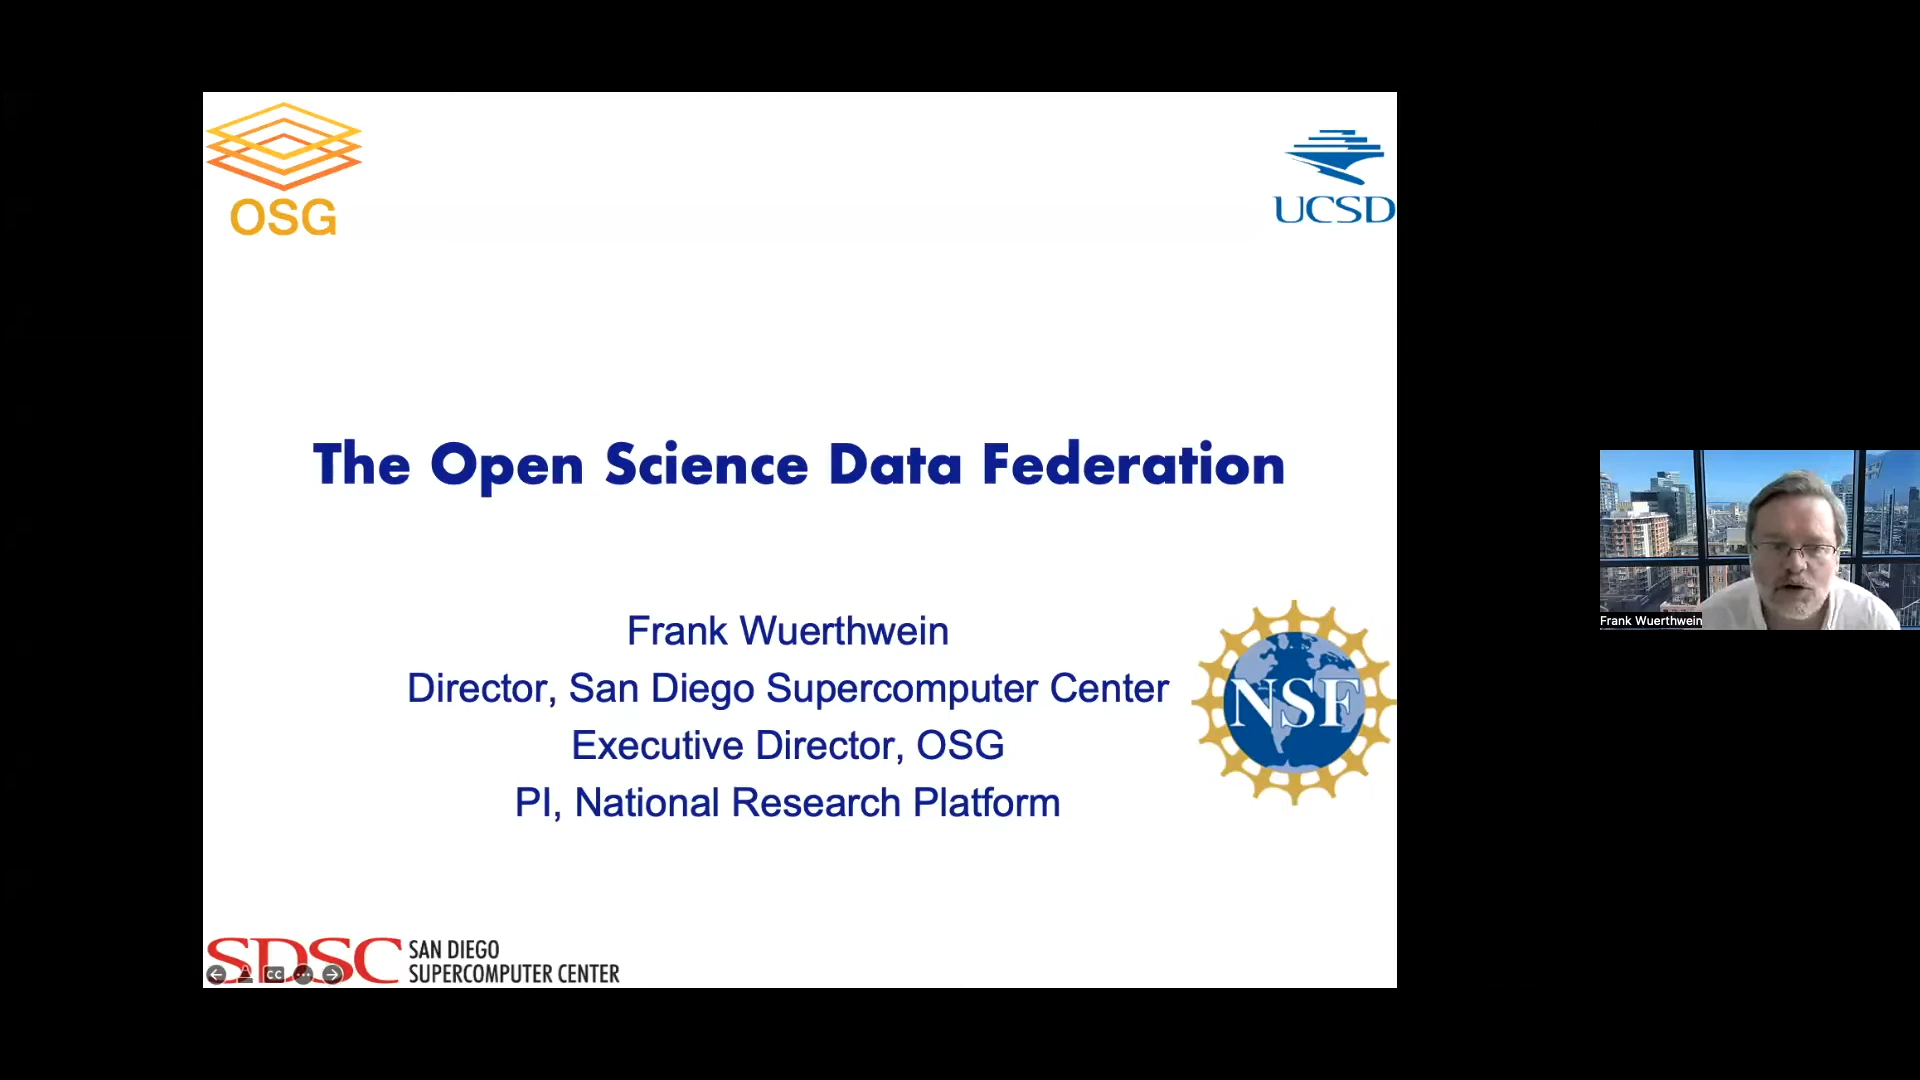 OSG
UCSD
The Open Science Data Federation
Frank Wuerthwein
Director, San Diego Supercomputer Center
Executive Director, OSG
PI, National Research Platform
NSF
SDSC SAN DIEGO
SUPERCOMPUTER CENTER
CC
Frank Wuerthwein